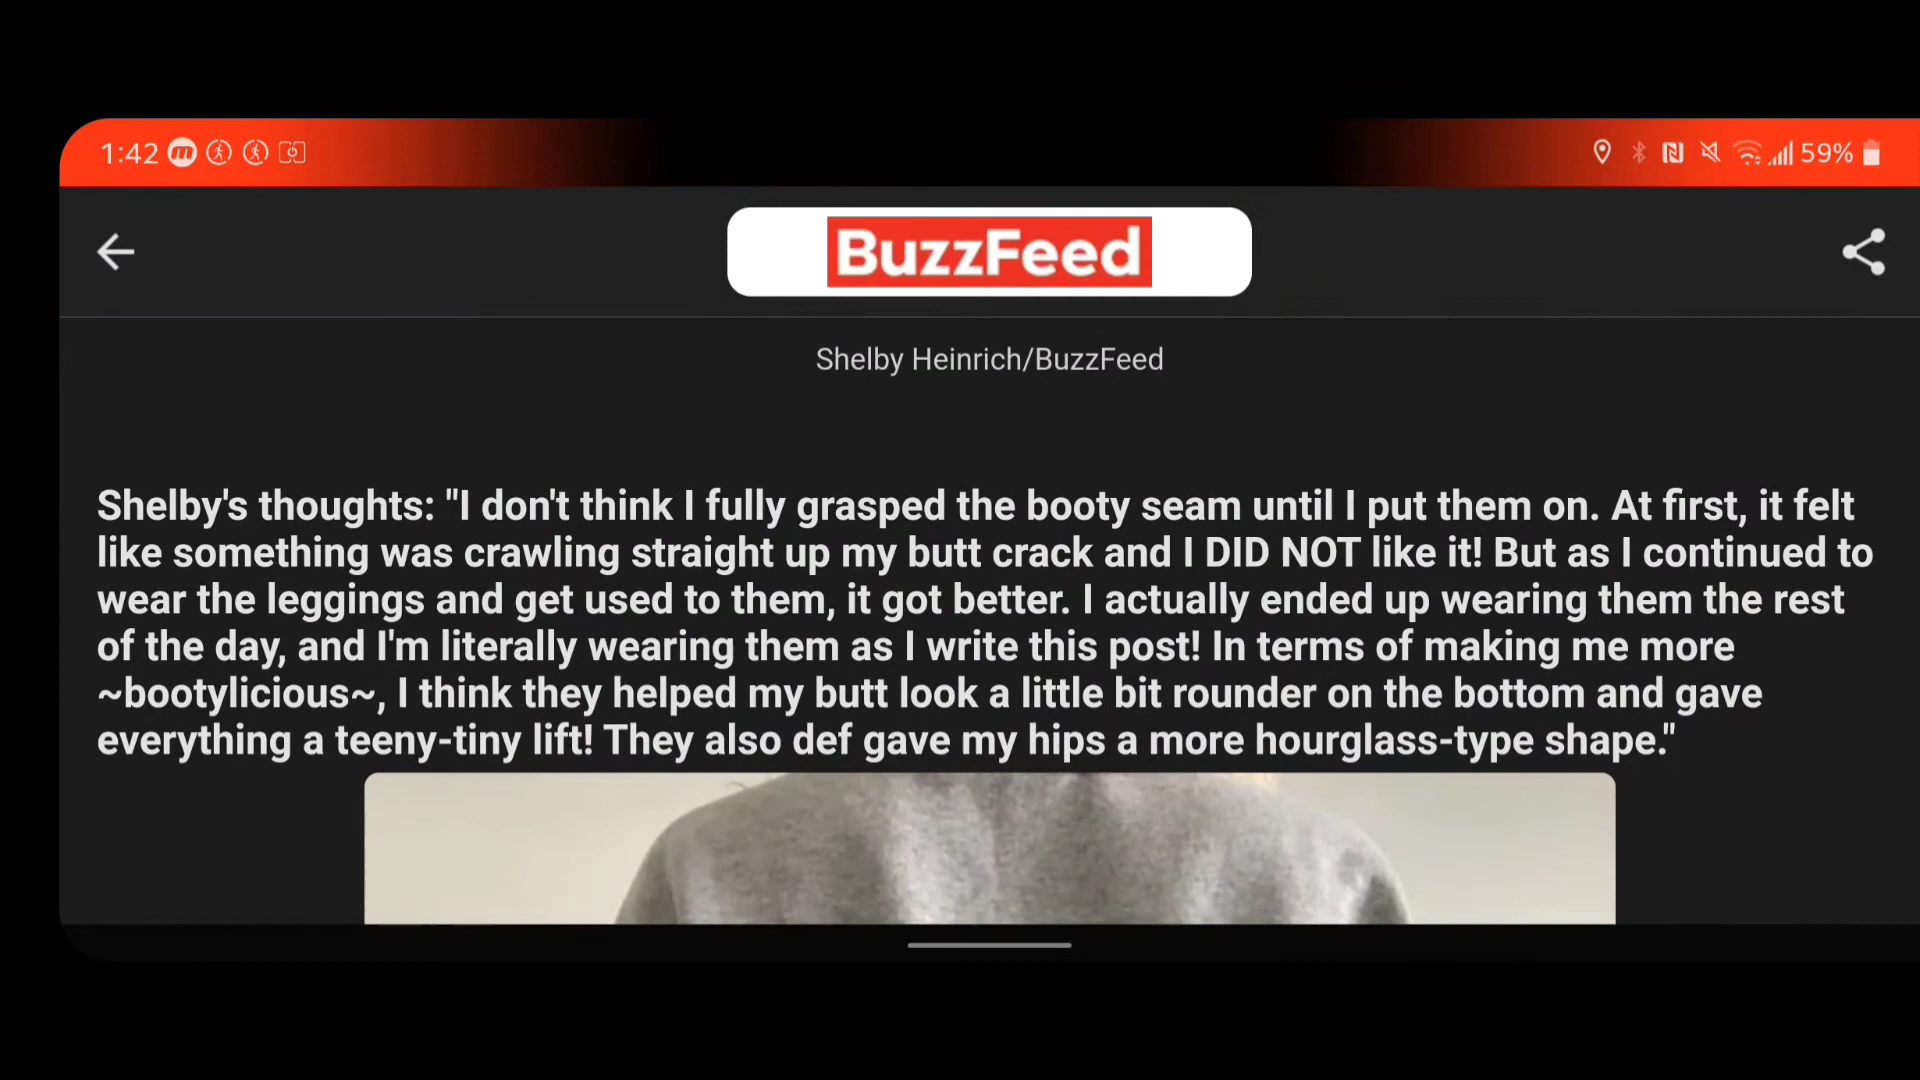 1:42
59%
BuzzFeed
Shelby Heinrich/BuzzFeed
Shelby's thoughts: "I don't think I fully grasped the booty seam until I put them on. At first, it felt
like something was crawling straight up my butt crack and I DID NOT like it! But as I continued to
wear the leggings and get used to them, it got better. I actually ended up wearing them the rest
of the day, and I'm literally wearing them as I write this post! In terms of making me more
~bootylicious~, I think they helped my butt look a little bit rounder on the bottom and gave
everything a teeny-tiny lift! They also def gave my hips a more hourglass-type shape."